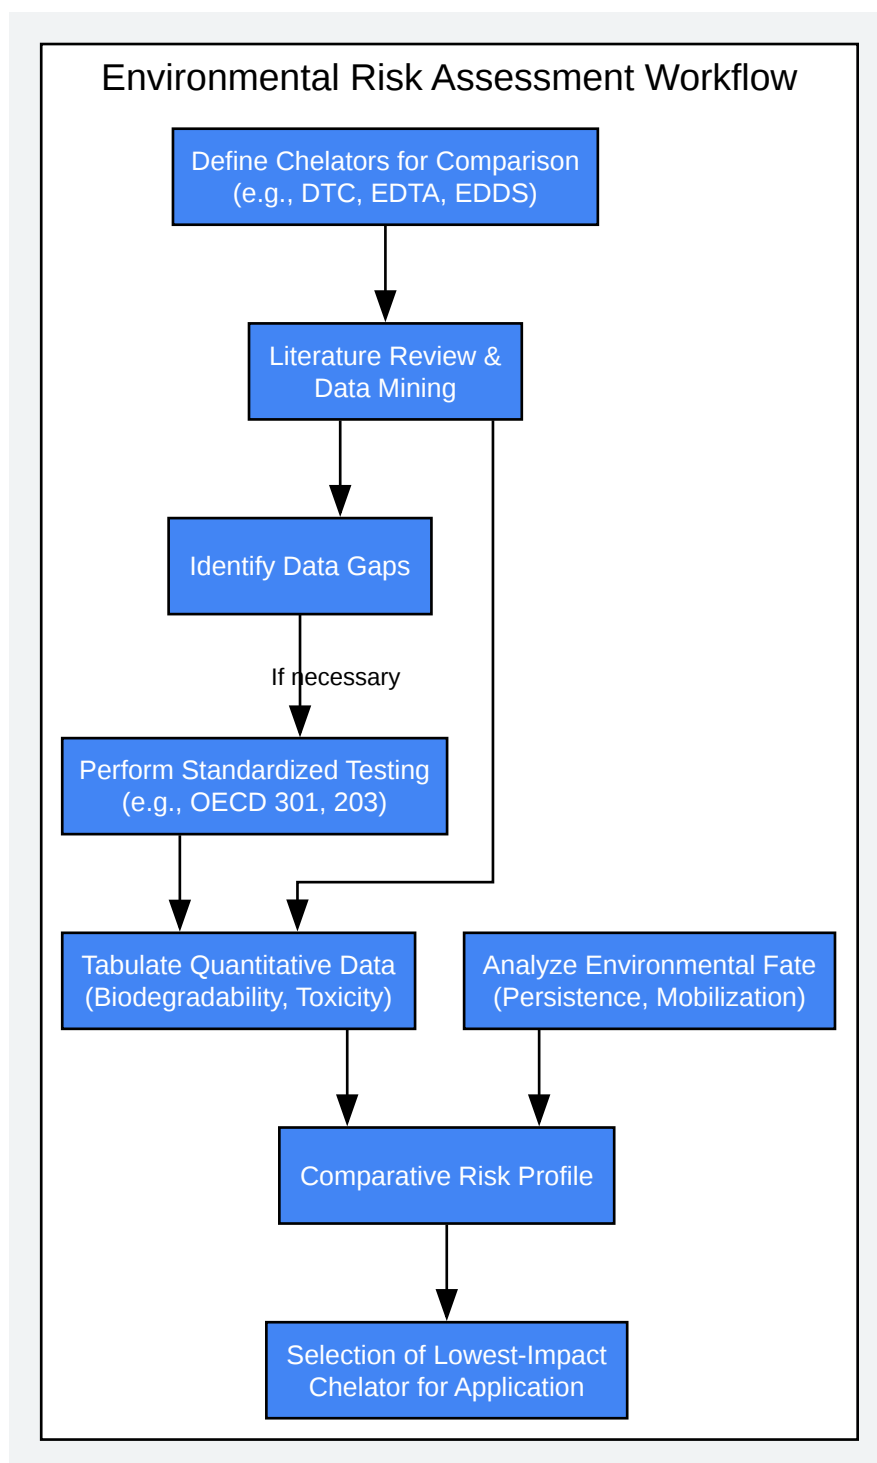 Environmental Risk Assessment Workflow
Define Chelators for Comparison
(e.g., DTC, EDTA, EDDS)
Literature Review &
Data Mining
Identify Data Gaps
If necessary
Perform Standardized Testing
(e.g., OECD 301, 203)
Tabulate Quantitative Data
(Biodegradability, Toxicity)
Analyze Environmental Fate
(Persistence, Mobilization)
Comparative Risk Profile
Selection of Lowest-Impact
Chelator for Application